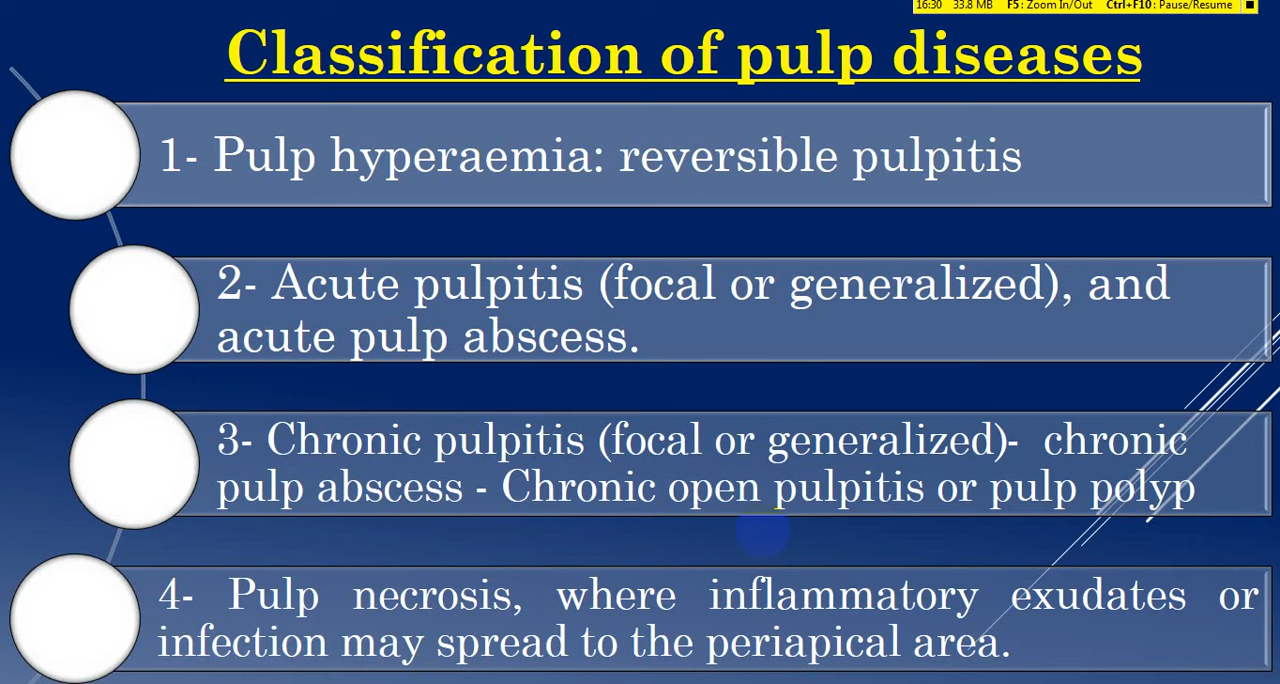 16:30 33.8 MB F5: Zoom In/Out Ctrl+F10: Pause/Resume
Classification of pulp diseases
1- Pulp hyperaemia: reversible pulpitis
2- Acute pulpitis (focal or generalized), and
acute pulp abscess.
3- Chronic pulpitis (focal or generalized)- chronic
pulp abscess - Chronic open pulpitis or pulp polyp
4- Pulp necrosis, where inflammatory exudates or
infection may spread to the periapical area.